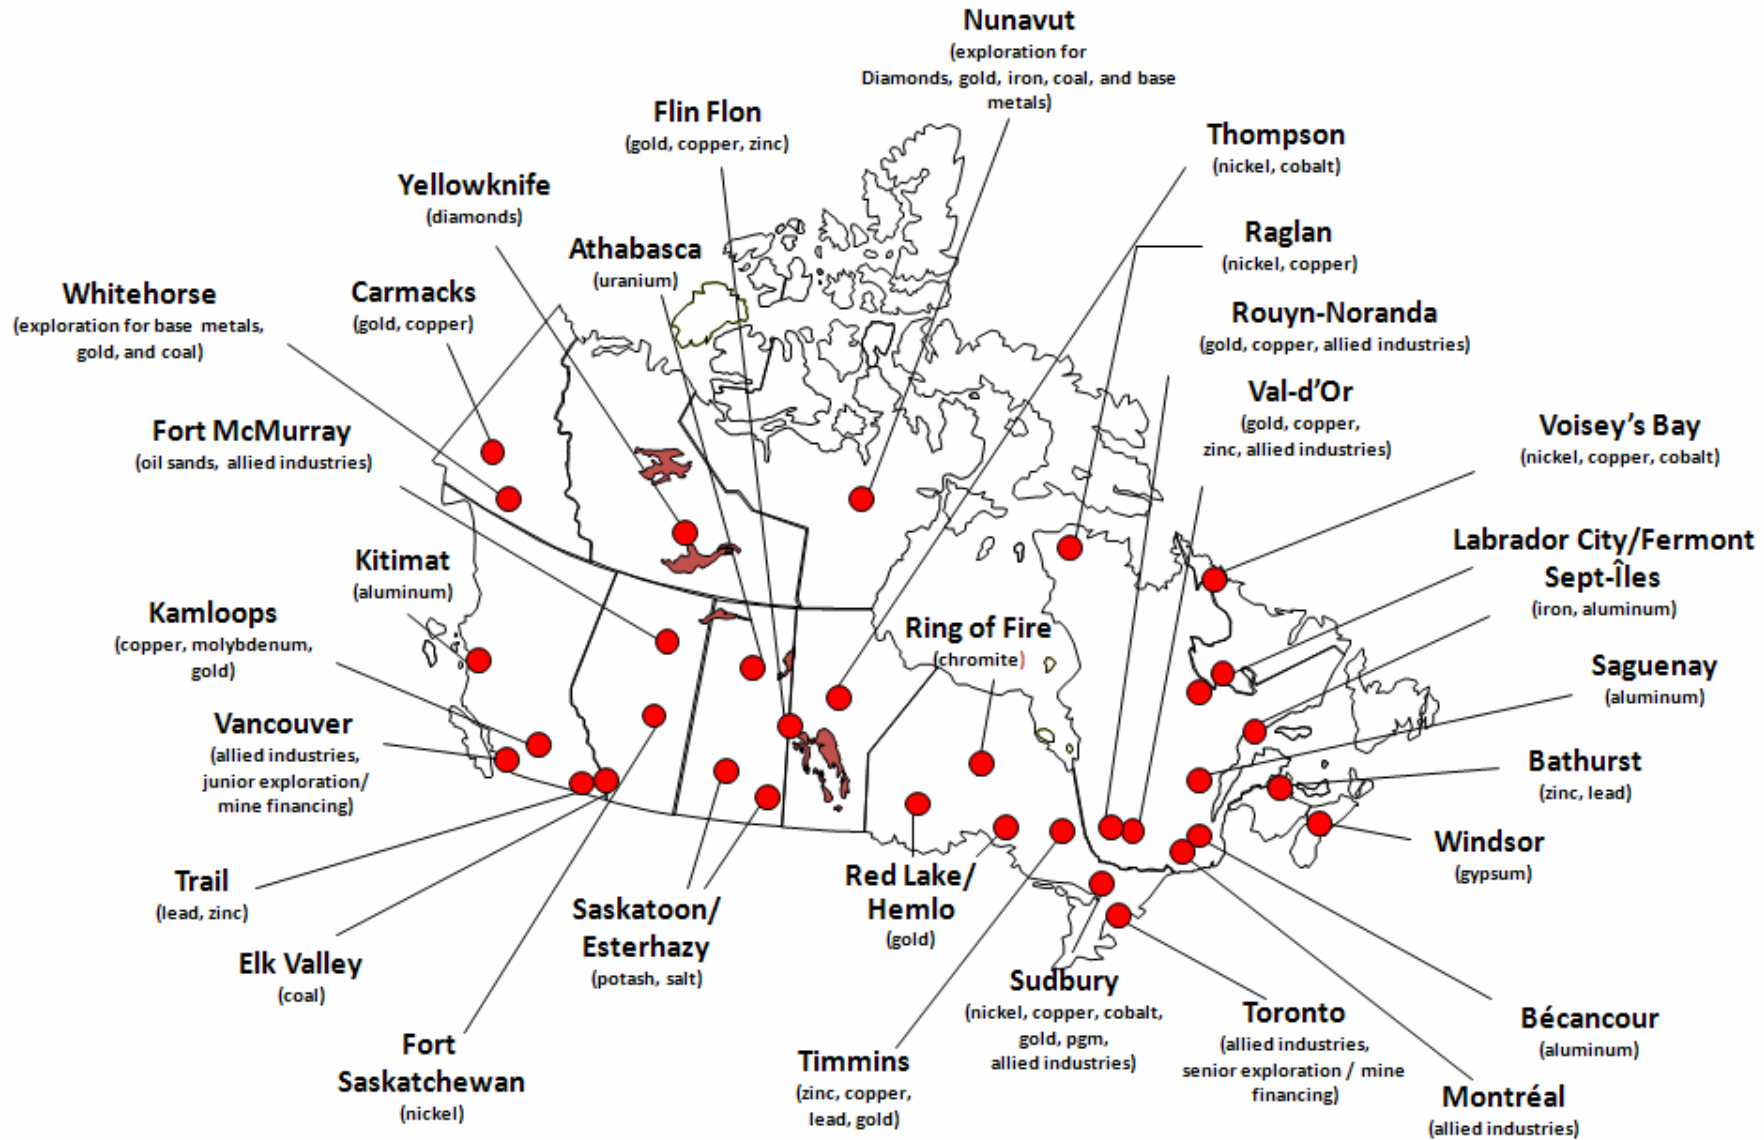 Nunavut
(exploration for
Diamonds, gold, iron, coal, and base
metals)
Flin Flon
(gold, copper, zinc)
Thompson
(nickel, cobalt)
Yellowknife
(diamonds)
Athabasca
(uranium)
Raglan
(nickel, copper)
Whitehorse
(exploration for base metals,
gold, and coal)
Carmacks
(gold, copper)
Rouyn-Noranda
(gold, copper, allied industries)
Val-d’Or
(gold, copper,
zinc, allied industries)
Fort McMurray
(oil sands, allied industries)
Voisey’s Bay
(nickel, copper, cobalt)
Kitimat
(aluminum)
Labrador City/Fermont
Sept-Îles
(iron, aluminum)
Kamloops
(copper, molybdenum,
gold)
Ring of Fire
(chromite)
Saguenay
(aluminum)
Vancouver
(allied industries,
junior exploration/
mine financing)
Bathurst
(zinc, lead)
Windsor
(gypsum)
Trail
(lead, zinc)
Elk Valley
(coal)
Saskatoon/
Esterhazy
(potash, salt)
Red Lake/
Hemlo
(gold)
Sudbury
(nickel, copper, cobalt,
gold, pgm,
allied industries)
Toronto
(allied industries,
senior exploration / mine
financing)
Bécancour
(aluminum)
Fort
Saskatchewan
(nickel)
Timmins
(zinc, copper,
lead, gold)
Montréal
(allied industries)